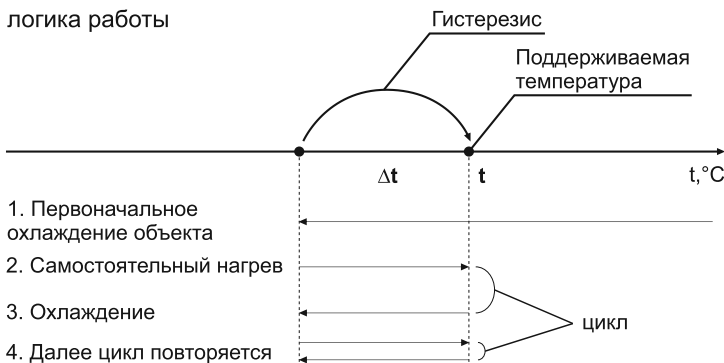 логика работы
Гистерезис
Поддерживаемая
температура
Δt
t
t,°C
1. Первоначальное
охлаждение объекта
2. Самостоятельный нагрев
3. Охлаждение
цикл
4. Далее цикл повторяется